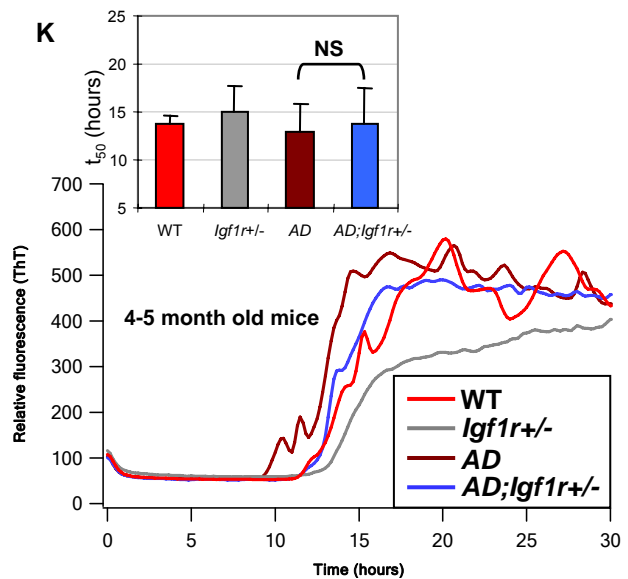 K
NS
t50 (hours)
25
20
15
10
5
WT
Igf1r+/-
AD
AD;Igf1r+/-
Relative fluorescence (ThT)
700
600
500
400
300
200
100
0
4-5 month old mice
WT
Igf1r+/-
AD
AD;Igf1r+/-
0
5
10
15
20
25
30
Time (hours)